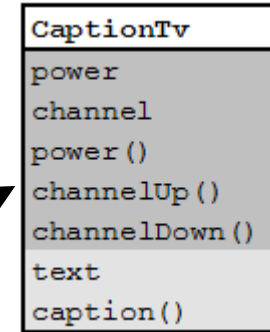 CaptionTv
power
channel
power()
channelUp()
channelDown()
text
caption()